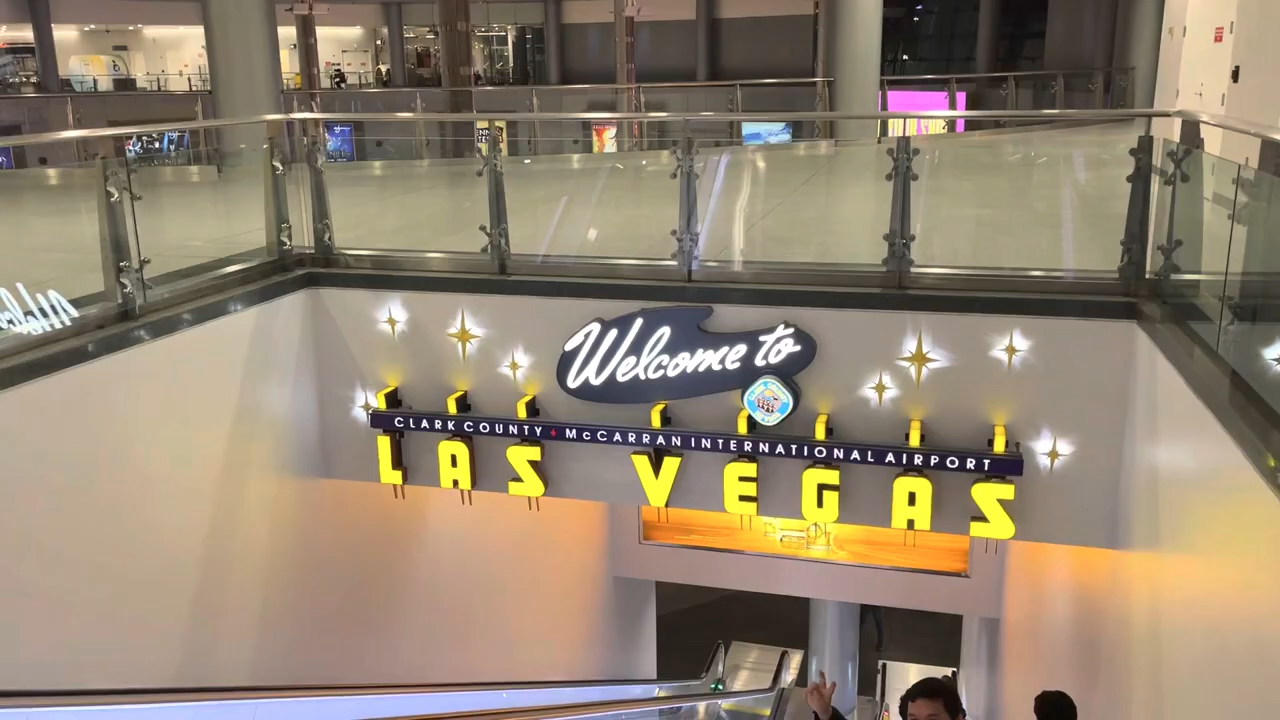 Welcome to
CLARK COUNTY McCARRAN INTERNATIONAL AIRPORT
LAS VEGAS